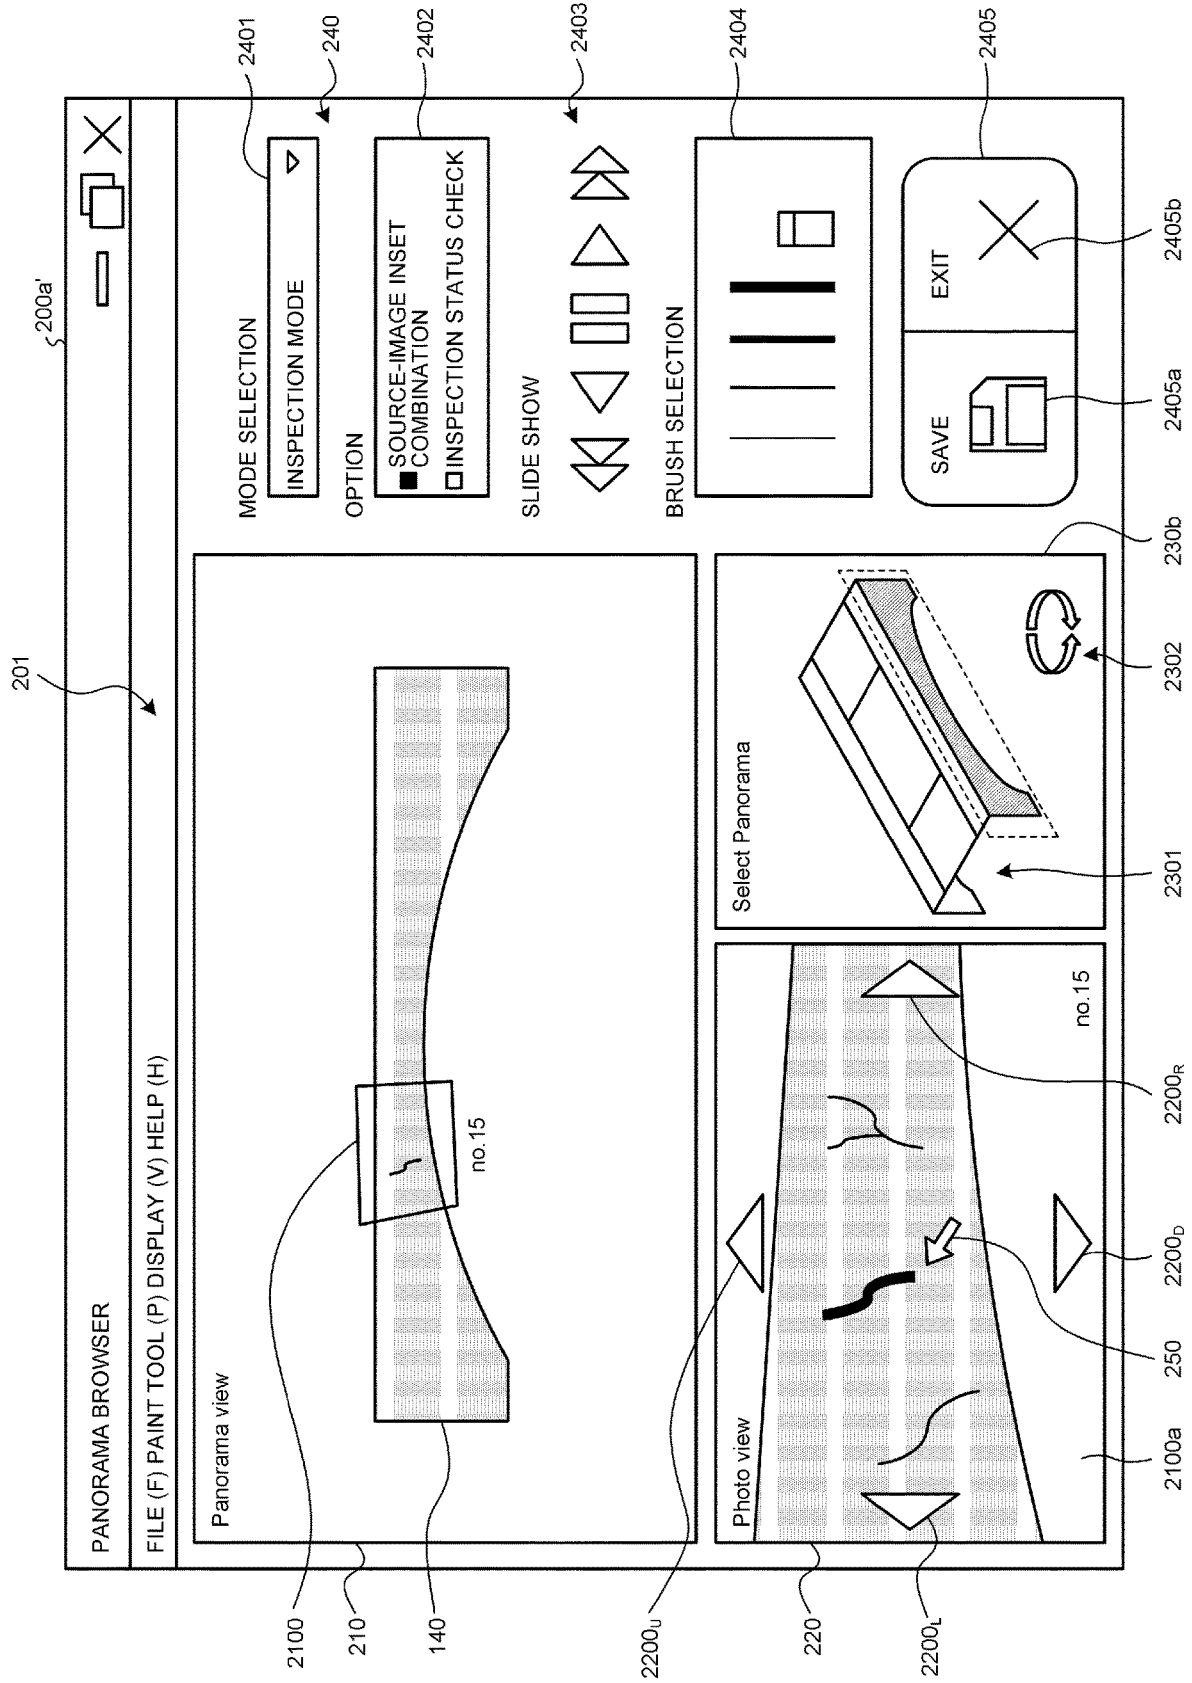 200a'
201
PANORAMA BROWSER
FILE (F) PAINT TOOL (P) DISPLAY (V) HELP (H)
2100
210
140
2200U
220
2200L
Panorama view
no.15
MODE SELECTION
INSPECTION MODE
OPTION
SOURCE-IMAGE INSET
COMBINATION
INSPECTION STATUS CHECK
SLIDE SHOW
BRUSH SELECTION
SAVE
EXIT
2401
240
2402
2403
2404
2405
Photo view
no.15
Select Panorama
2100a
250
2200D
2200R
2301
2302
230b
2405a
2405b